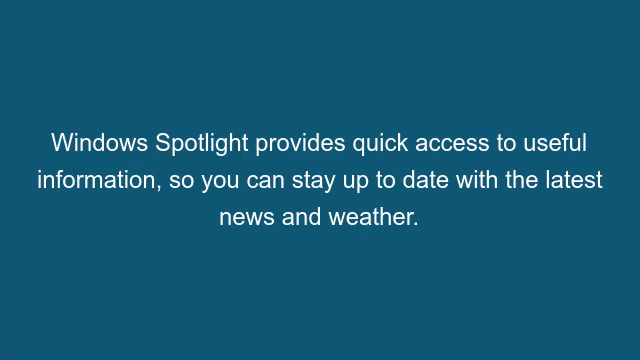 Windows Spotlight provides quick access to useful
information, so you can stay up to date with the latest
news and weather.